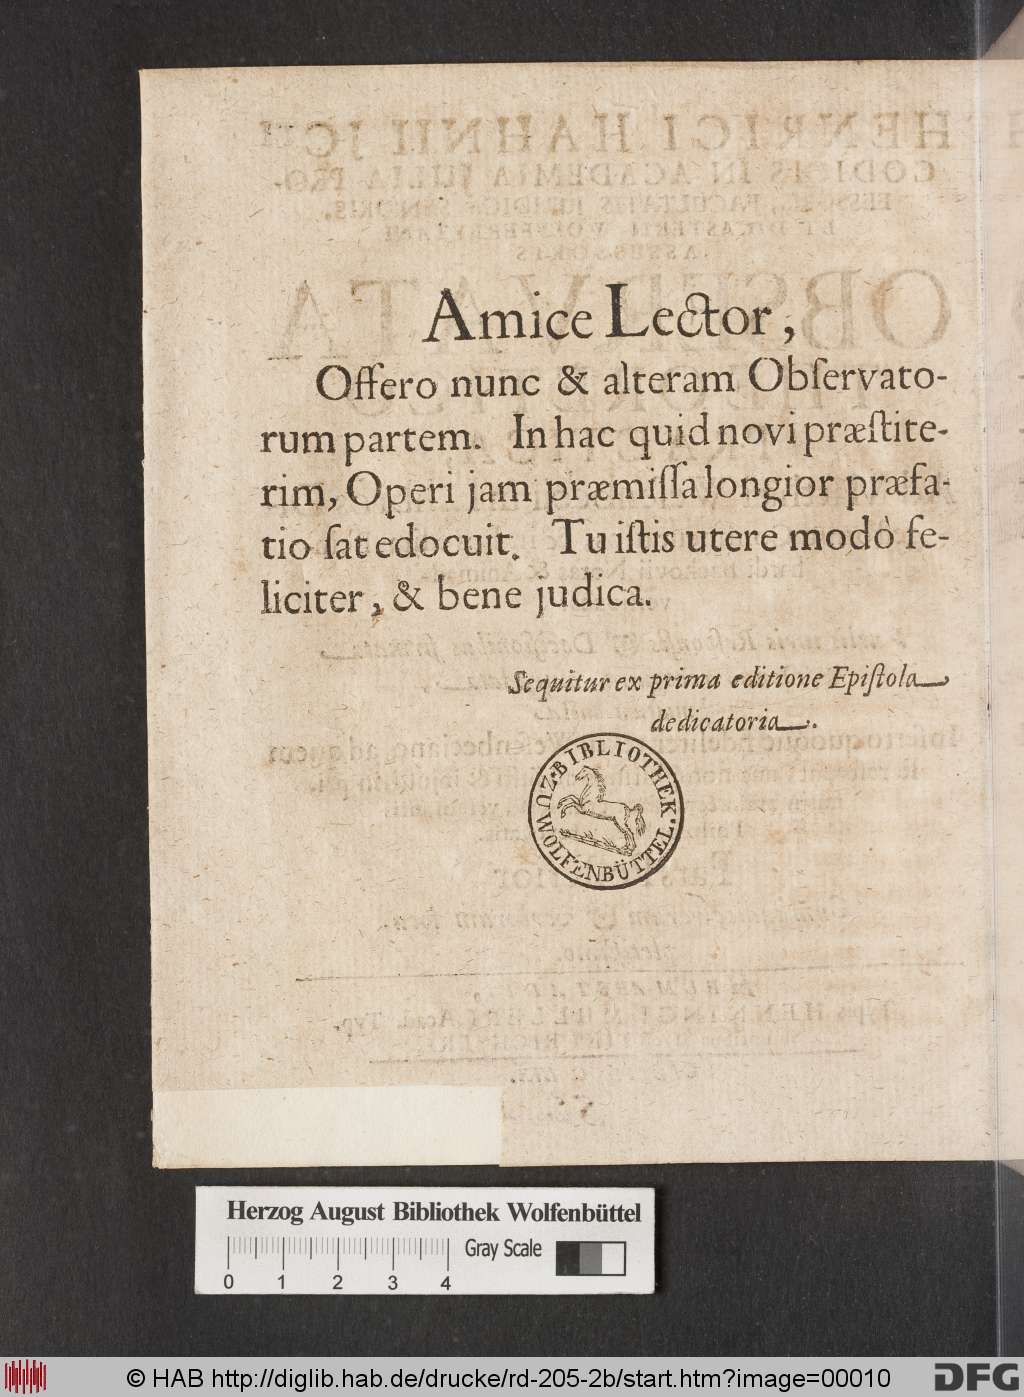 Amice Lector,
Offero nunc & alteram Obſervato-
rum partem. In hac quid novi præſtite-
rim, Operi jam præmiſſa longior præfa-
tio ſat edocuit. Tu iſtis utere modò fe-
liciter, & bene judica.
Sequitur ex prima editione Epiſtola
dedicatoria.
BIBLIOTHEK.
ZU WOLFENBÜTTEL.
Herzog August Bibliothek Wolfenbüttel
Gray Scale
0 1 2 3 4
© HAB http://diglib.hab.de/drucke/rd-205-2b/start.htm?image=00010
DFG